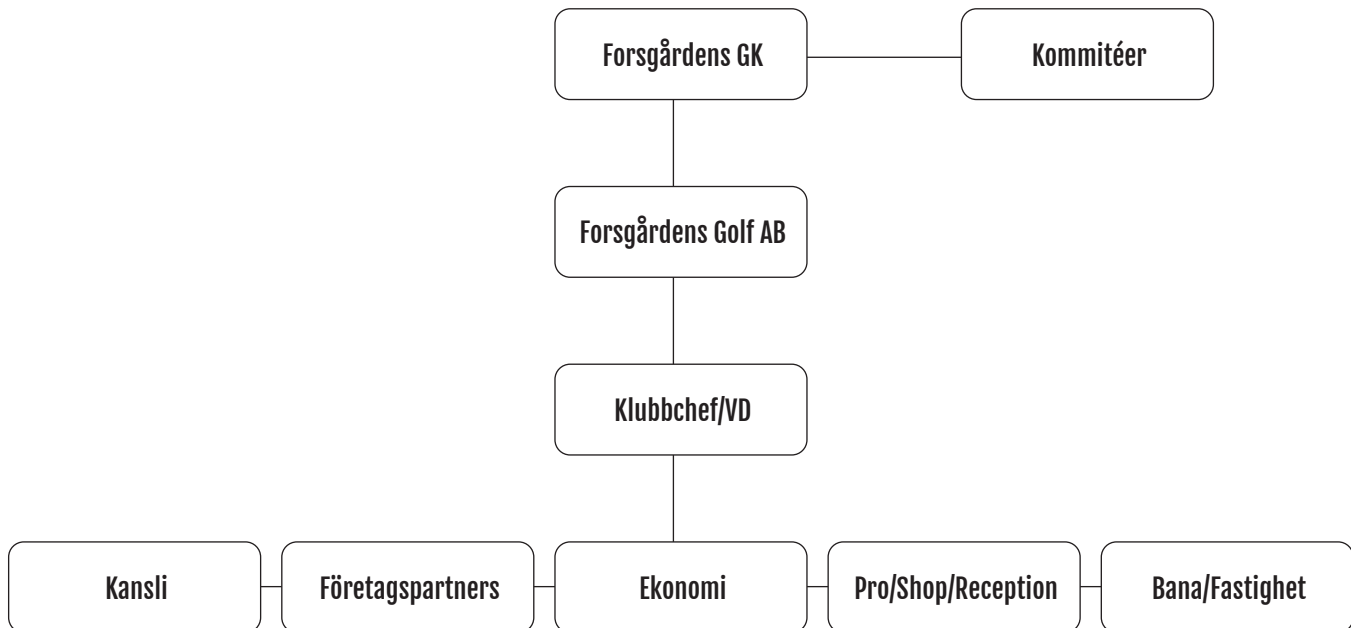 Forsgårdens GK
Kommitéer
Forsgårdens Golf AB
Klubbchef/VD
Kansli
Företagspartners
Ekonomi
Pro/Shop/Reception
Bana/Fastighet